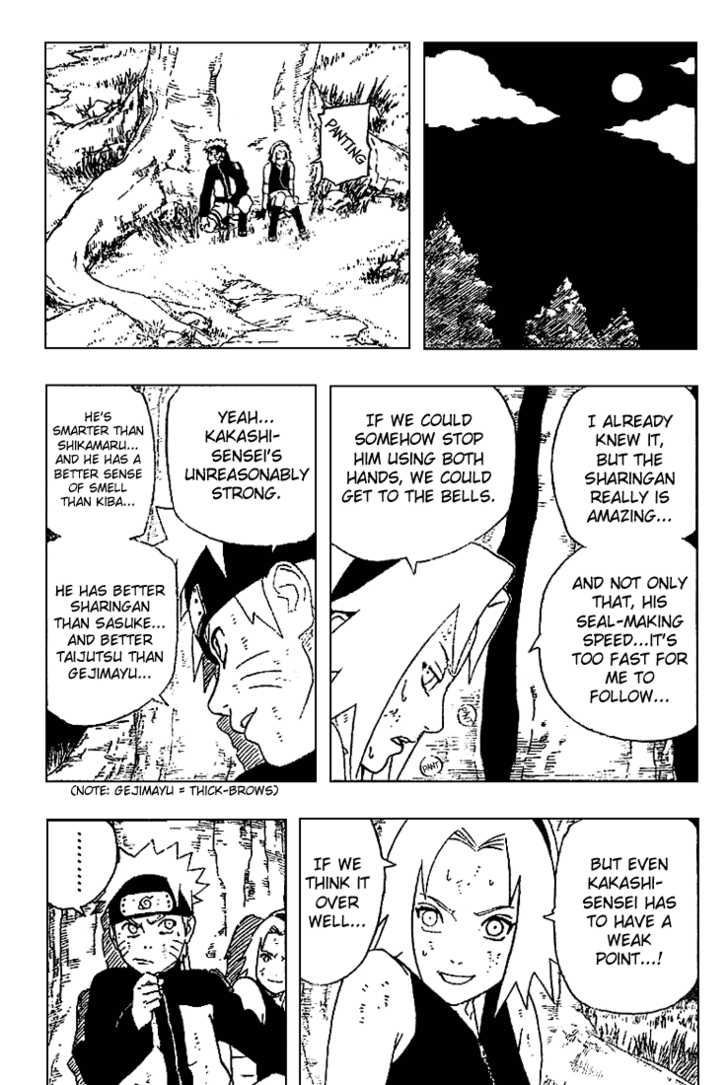 PANTING
I ALREADY
KNEW IT,
BUT THE
SHARINGAN
REALLY IS
AMAZING...
AND NOT ONLY
THAT, HIS
SEAL-MAKING
SPEED...IT'S
TOO FAST FOR
ME TO
FOLLOW...
IF WE COULD
SOMEHOW STOP
HIM USING BOTH
HANDS, WE COULD
GET TO THE BELLS.
PANT
YEAH...
KAKASHI-
SENSEI'S
UNREASONABLY
STRONG.
HE'S
SMARTER THAN
SHIKAMARU...
AND HE HAS A
BETTER SENSE
OF SMELL
THAN KIBA...
HE HAS BETTER
SHARINGAN
THAN SASUKE...
AND BETTER
TAIJUTSU THAN
GEJIMAYU...
(NOTE: GEJIMAYU = THICK-BROWS)
BUT EVEN
KAKASHI-
SENSEI HAS
TO HAVE A
WEAK
POINT...!
IF WE
THINK IT
OVER
WELL...
.........